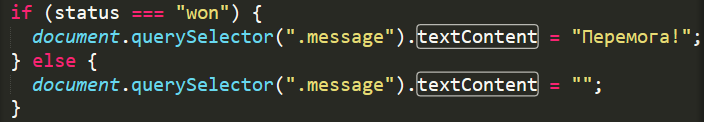 if (status === "won") {
  document.querySelector(".message").textContent = "Перемога!";
} else {
  document.querySelector(".message").textContent = "";
}